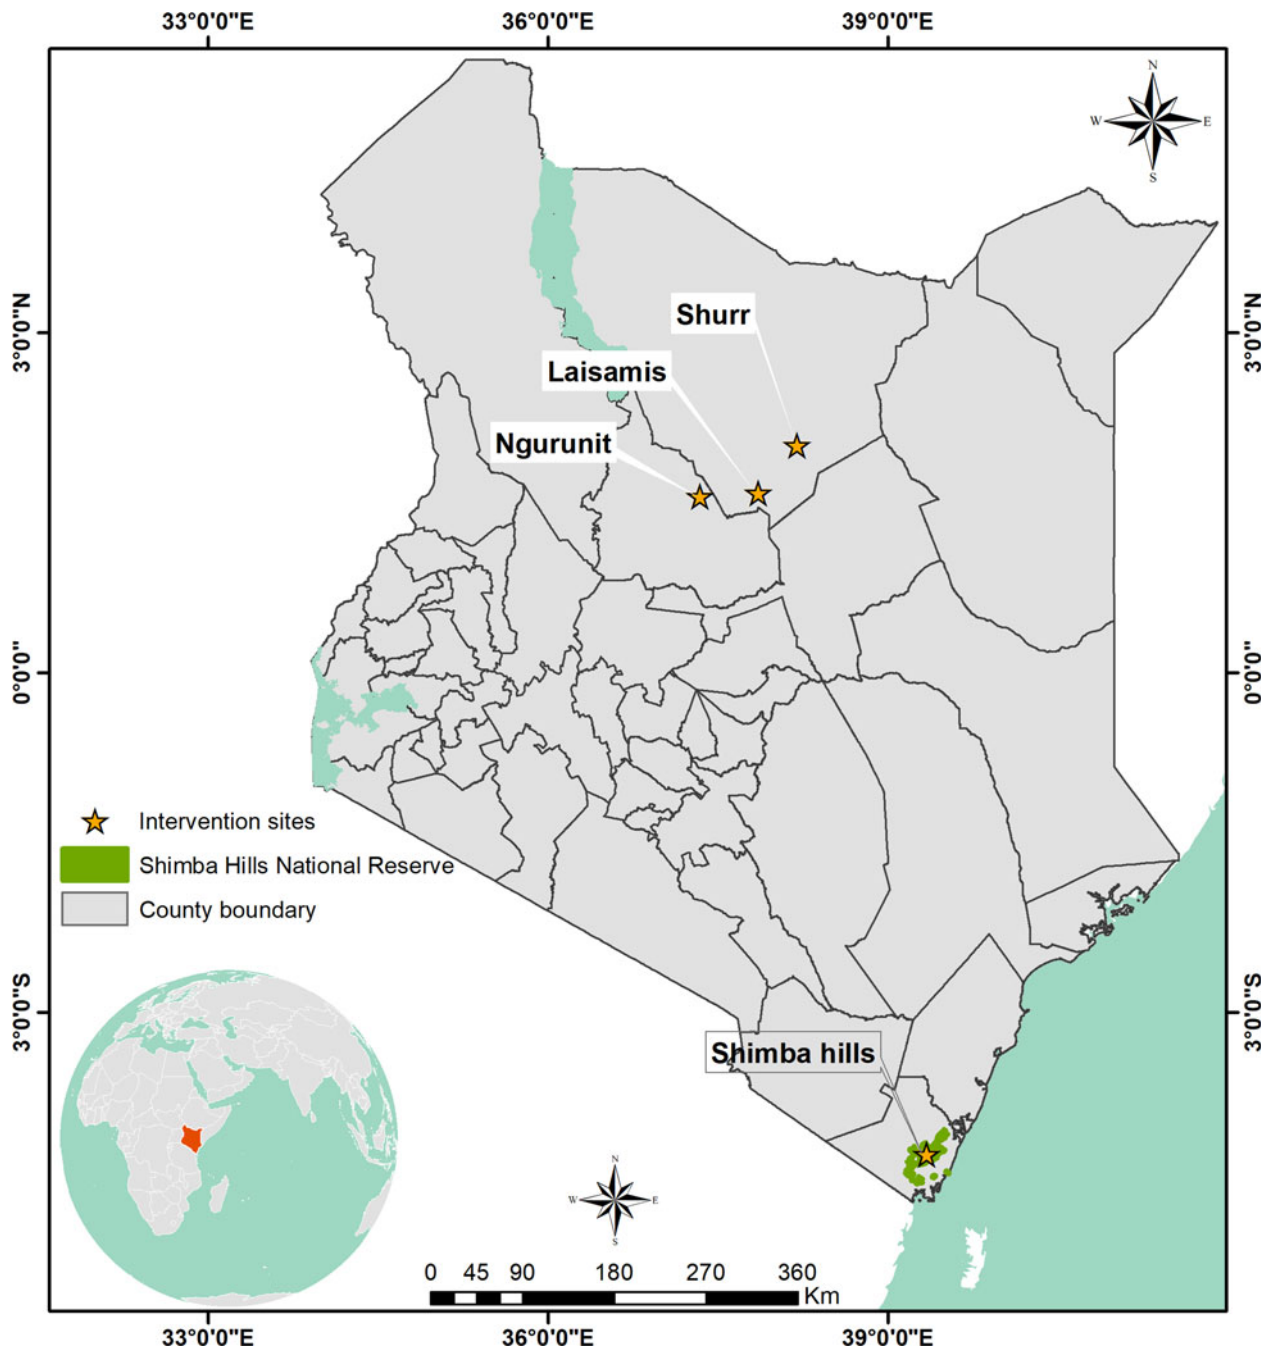 33°0'0"E 36°0'0"E 39°0'0"E
N
W E
S
3°0'0"N 3°0'0"N
Shurr
Laisamis
Ngurunit
0°0'0" 0°0'0"
Intervention sites
Shimba Hills National Reserve
County boundary
3°0'0"S 3°0'0"S
Shimba hills
N
W E
S
0 45 90 180 270 360
Km
33°0'0"E 36°0'0"E 39°0'0"E